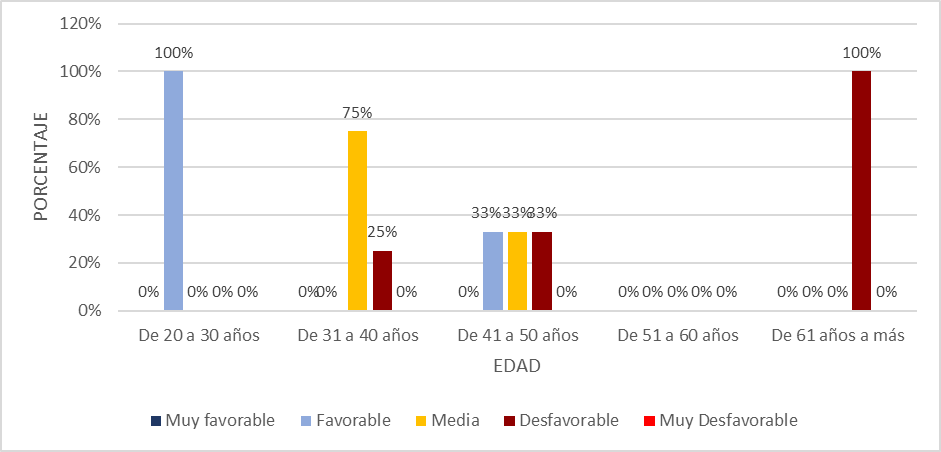 120%
100%
80%
60%
40%
20%
0%
PORCENTAJE
0% 100% 0% 0% 0%
0% 0% 75% 25% 0%
0% 33% 33% 33% 0%
0% 0% 0% 0% 0%
0% 0% 0% 100% 0%
De 20 a 30 años De 31 a 40 años De 41 a 50 años De 51 a 60 años De 61 años a más
EDAD
Muy favorable Favorable Media Desfavorable Muy Desfavorable